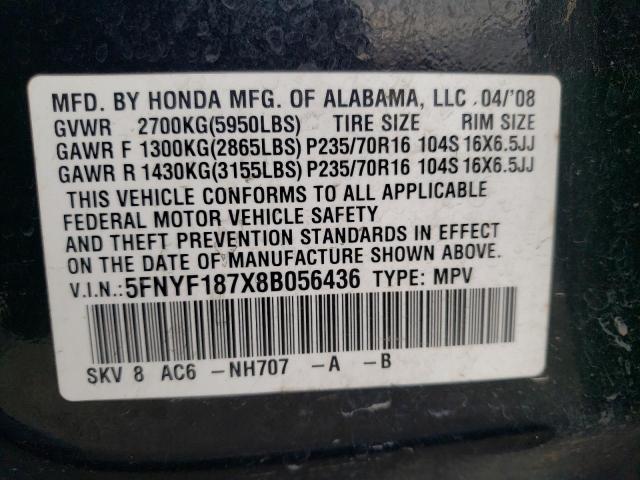 MFD. BY HONDA MFG. OF ALABAMA, LLC 04/'08
GVWR 2700KG(5950LBS) TIRE SIZE RIM SIZE
GAWR F 1300KG(2865LBS) P235/70R16 104S 16X6.5JJ
GAWR R 1430KG(3155LBS) P235/70R16 104S 16X6.5JJ
THIS VEHICLE CONFORMS TO ALL APPLICABLE
FEDERAL MOTOR VEHICLE SAFETY
AND THEFT PREVENTION STANDARDS IN EFFECT
ON THE DATE OF MANUFACTURE SHOWN ABOVE.
V.I.N.:5FNYF187X8B056436 TYPE: MPV
SKV 8 AC6 -NH707 -A -B